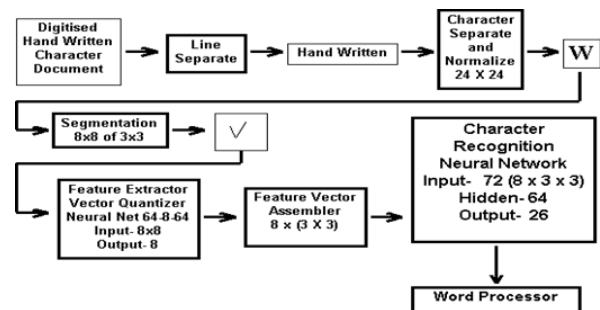 Digitised
Hand Written
Character
Document
Line
Separate
Hand Written
Character
Separate
and
Normalize
24 X 24
W
Segmentation
8x8 of 3x3
Feature Extractor
Vector Quantizer
Neural Net 64-8-64
Input- 8x8
Output- 8
Feature Vector
Assembler
8 x (3 X 3)
Character
Recognition
Neural Network
Input- 72 (8 x 3 x 3)
Hidden- 64
Output- 26
Word Processor